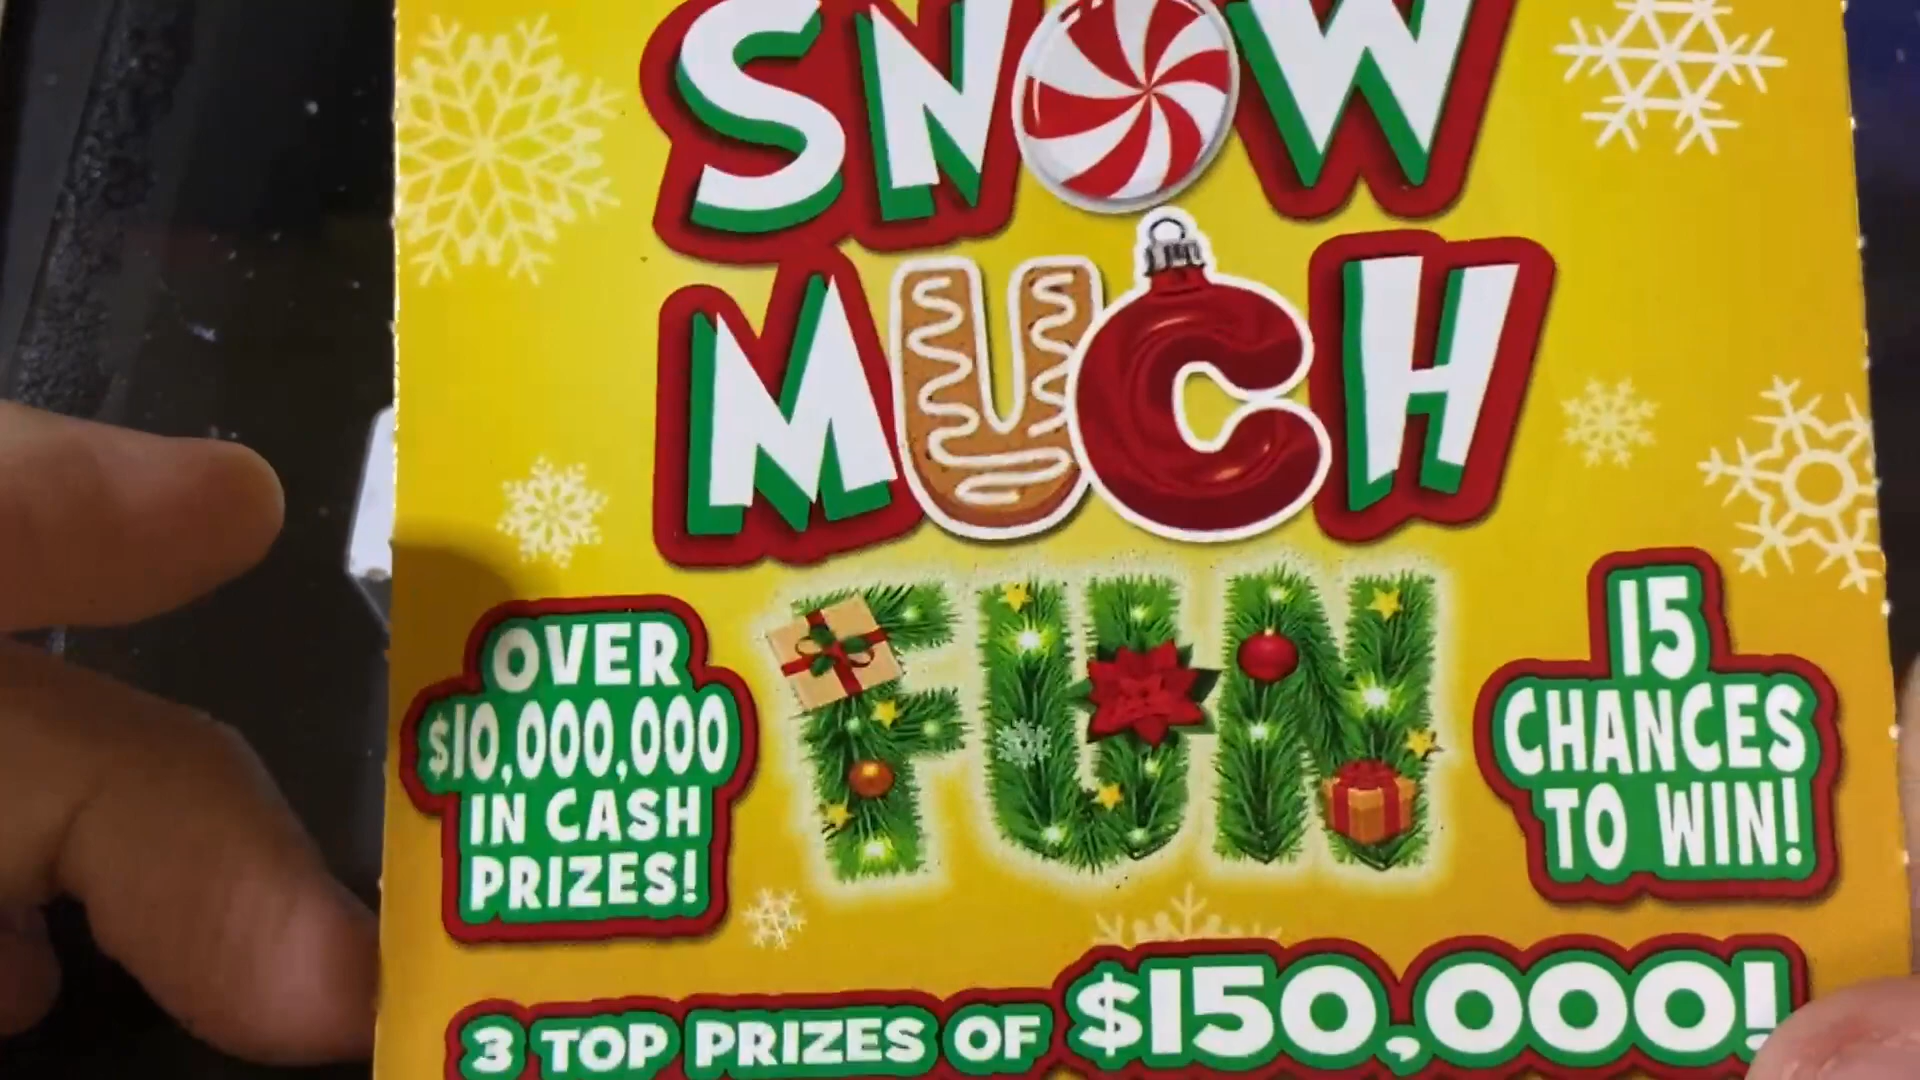 SNOW
MUCH
FUN
OVER
$10,000,000
IN CASH
PRIZES!
15
CHANCES
TO WIN!
3 TOP PRIZES OF $150,000!